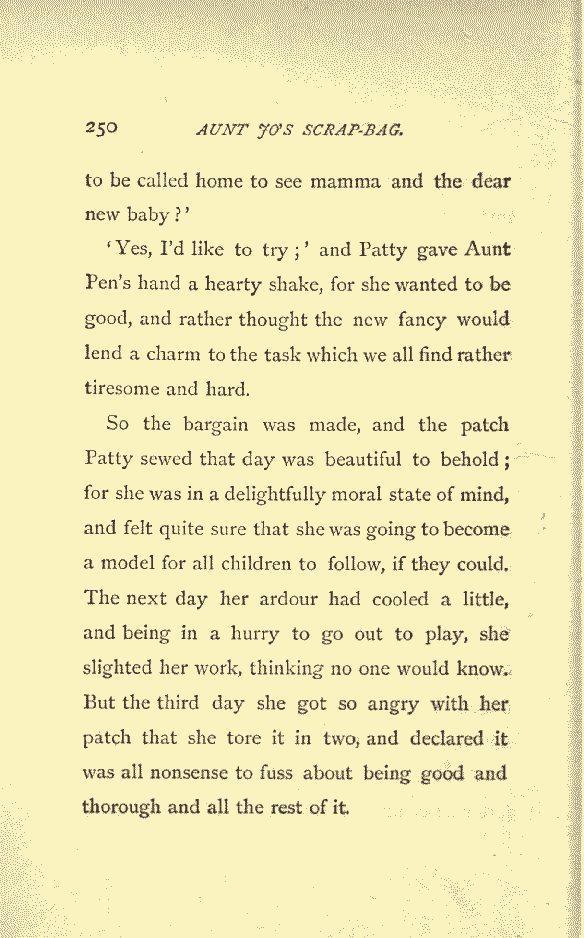 250 AUNT JO'S SCRAP-BAG.
to be called home to see mamma and the dear
new baby?'
'Yes, I'd like to try;' and Patty gave Aunt
Pen's hand a hearty shake, for she wanted to be
good, and rather thought the new fancy would
lend a charm to the task which we all find rather
tiresome and hard.
So the bargain was made, and the patch
Patty sewed that day was beautiful to behold;
for she was in a delightfully moral state of mind,
and felt quite sure that she was going to become
a model for all children to follow, if they could.
The next day her ardour had cooled a little,
and being in a hurry to go out to play, she
slighted her work, thinking no one would know.
But the third day she got so angry with her
patch that she tore it in two, and declared it
was all nonsense to fuss about being good and
thorough and all the rest of it.